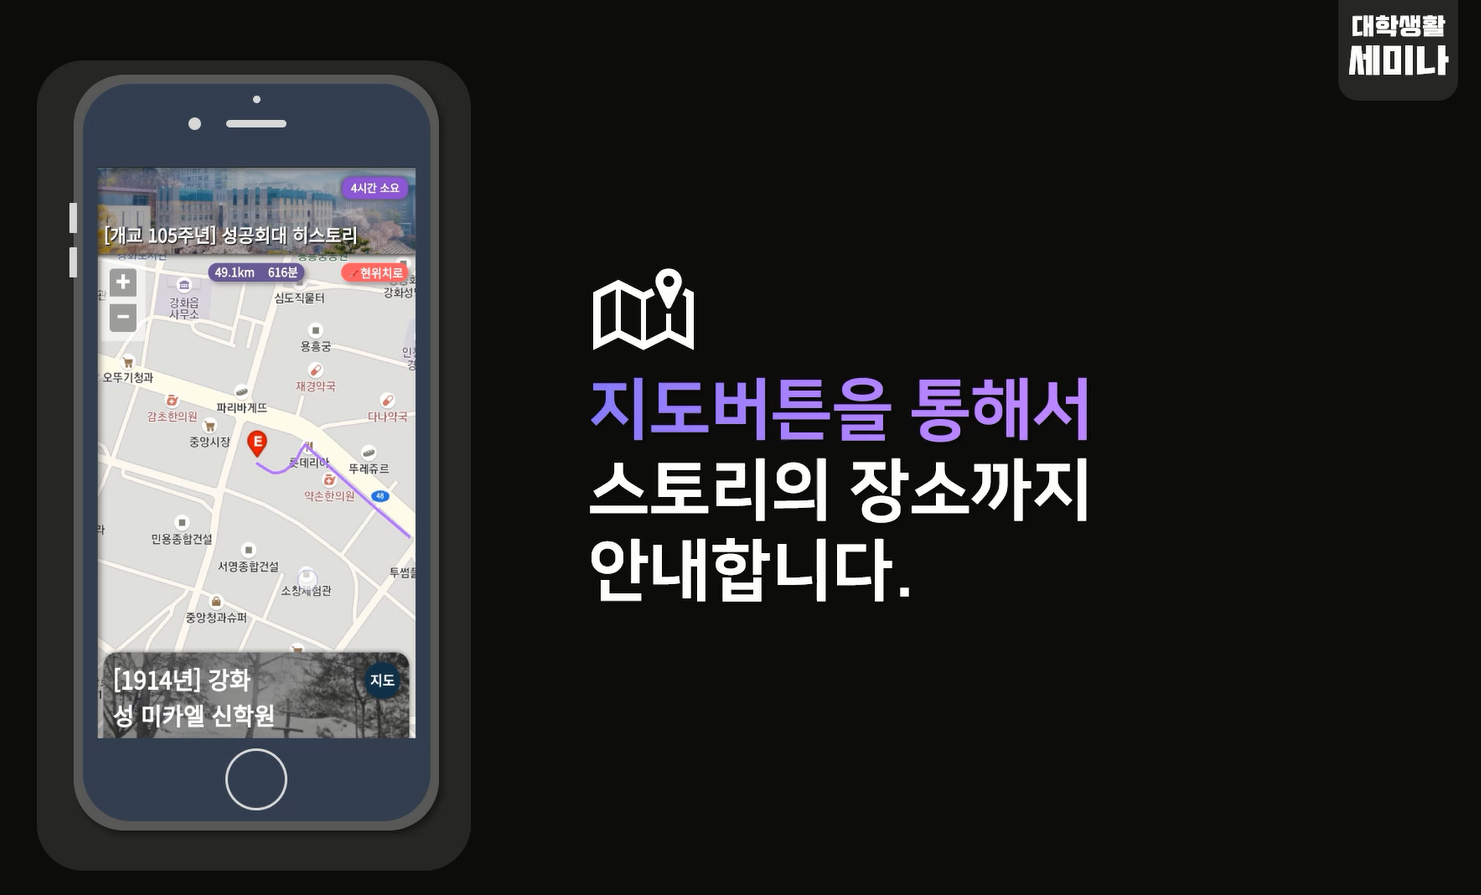 대학생활
세미나
4시간 소요
[개교 105주년] 성공회대 히스토리
49.1km 616분
현위치로
강화읍
사무소
심도직물터
용흥궁
오뚜기청과
재경약국
감초한의원
파리바게뜨
다나약국
중앙시장
E
롯데리아
뚜레쥬르
약손한의원
48
민용종합건설
서명종합건설
소창체험관
중앙청과슈퍼
[1914년] 강화
성 미카엘 신학원
지도
지도버튼을 통해서
스토리의 장소까지
안내합니다.